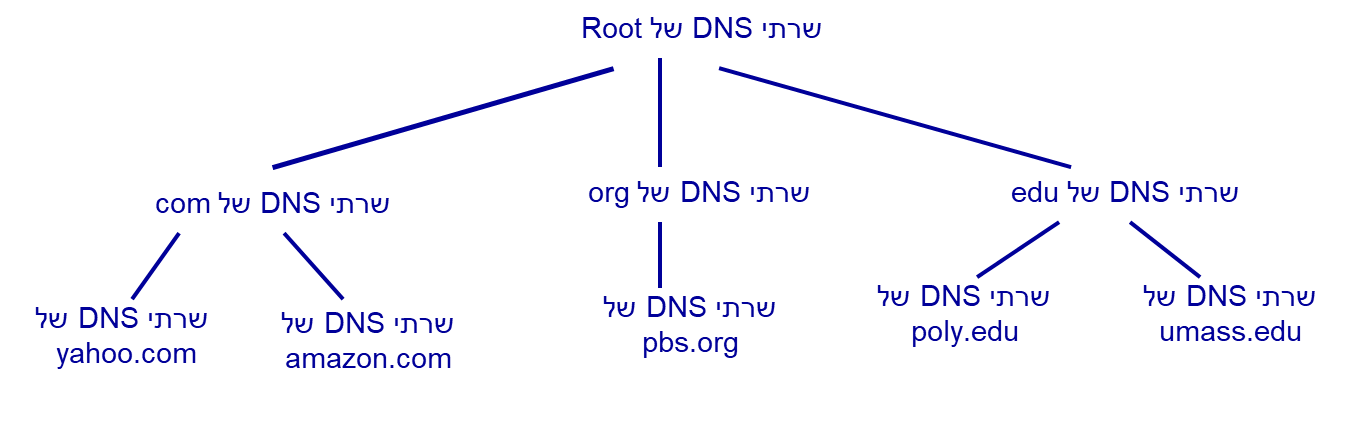 שרתי DNS של Root
שרתי DNS של com
שרתי DNS של org
שרתי DNS של edu
שרתי DNS של
yahoo.com
שרתי DNS של
amazon.com
שרתי DNS של
pbs.org
שרתי DNS של
poly.edu
שרתי DNS של
umass.edu